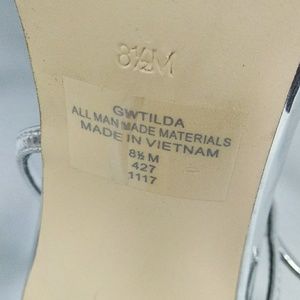 8½M
GWTILDA
ALL MAN MADE MATERIALS
MADE IN VIETNAM
8½ M
427
1117